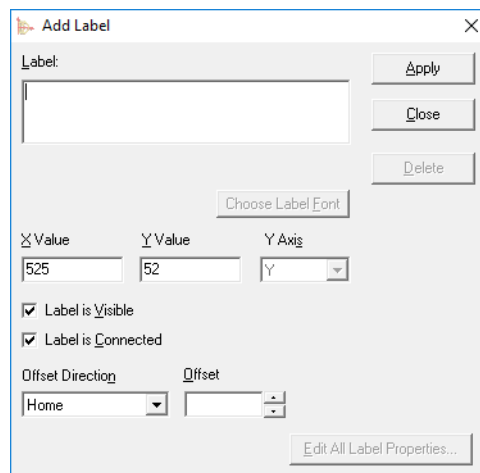 Add Label
Label:
Apply
Close
Delete
Choose Label Font
X Value Y Value Y Axis
525 52 Y
Label is Visible
Label is Connected
Offset Direction Offset
Home
Edit All Label Properties...